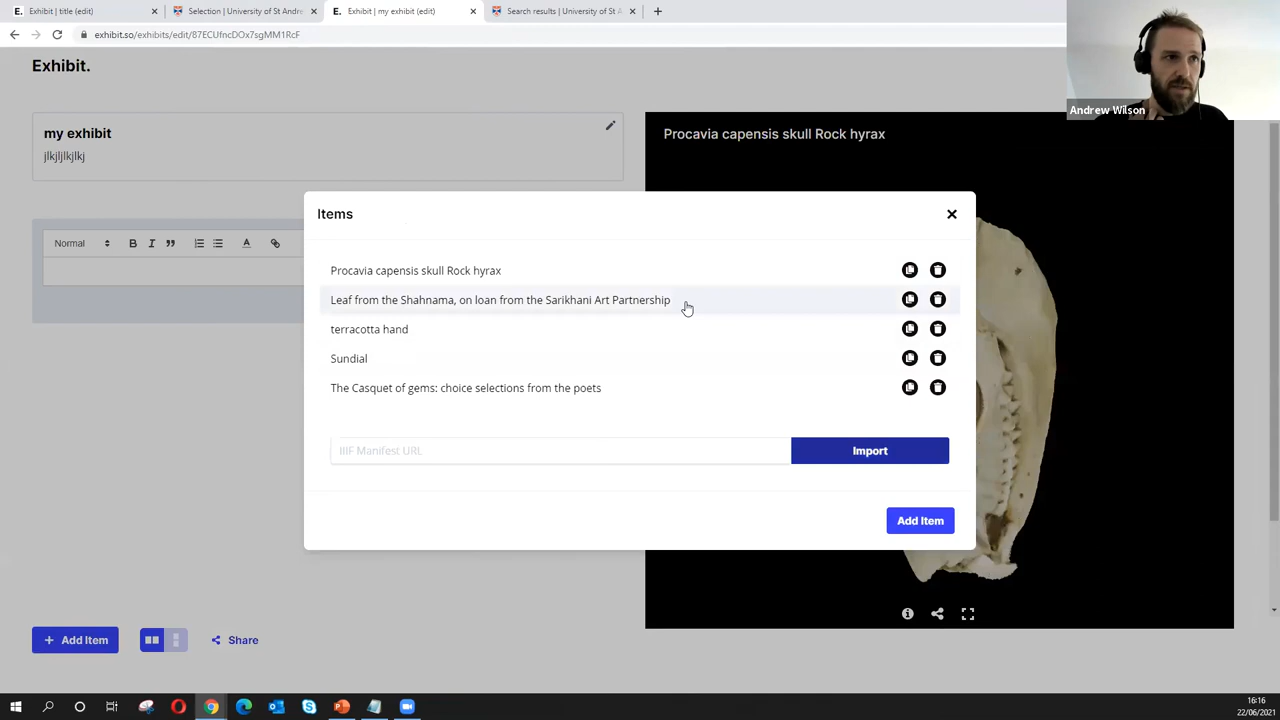 Exhibit | title (edit)
Selection | University of St Andre
Exhibit | my exhibit (edit)
Search results | University of St A
exhibit.so/exhibits/edit/87ECUfncDOx7sgMM1RcF
Andrew Wilson
Exhibit.
my exhibit
jlkjljlkjlkj
Procavia capensis skull Rock hyrax
Items
Normal
B I A
Procavia capensis skull Rock hyrax
Leaf from the Shahnama, on loan from the Sarikhani Art Partnership
terracotta hand
Sundial
The Casquet of gems: choice selections from the poets
IIIF Manifest URL
Import
Add Item
+ Add Item
Share
16:16
22/06/2021